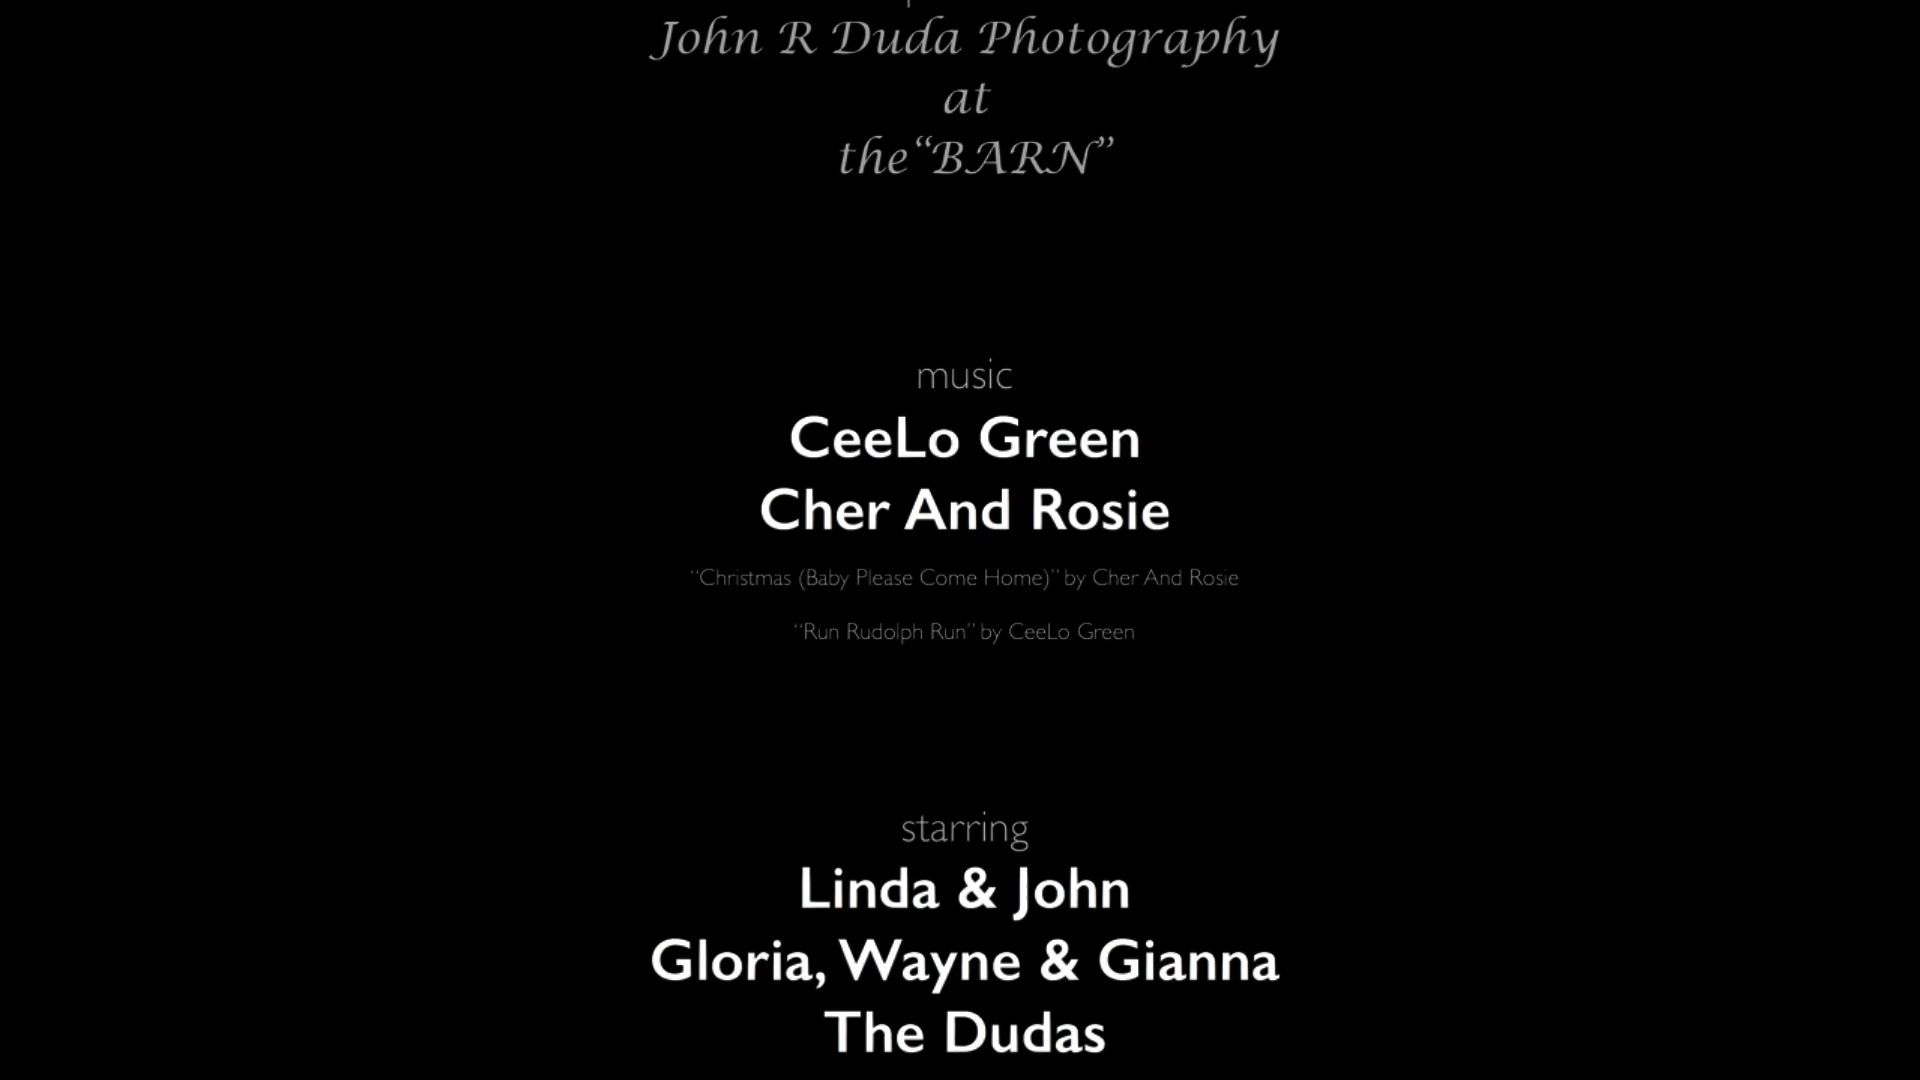 John R Duda Photography
at
the “BARN”
music
CeeLo Green
Cher And Rosie
“Christmas (Baby Please Come Home)” by Cher And Rosie
“Run Rudolph Run” by CeeLo Green
starring
Linda & John
Gloria, Wayne & Gianna
The Dudas